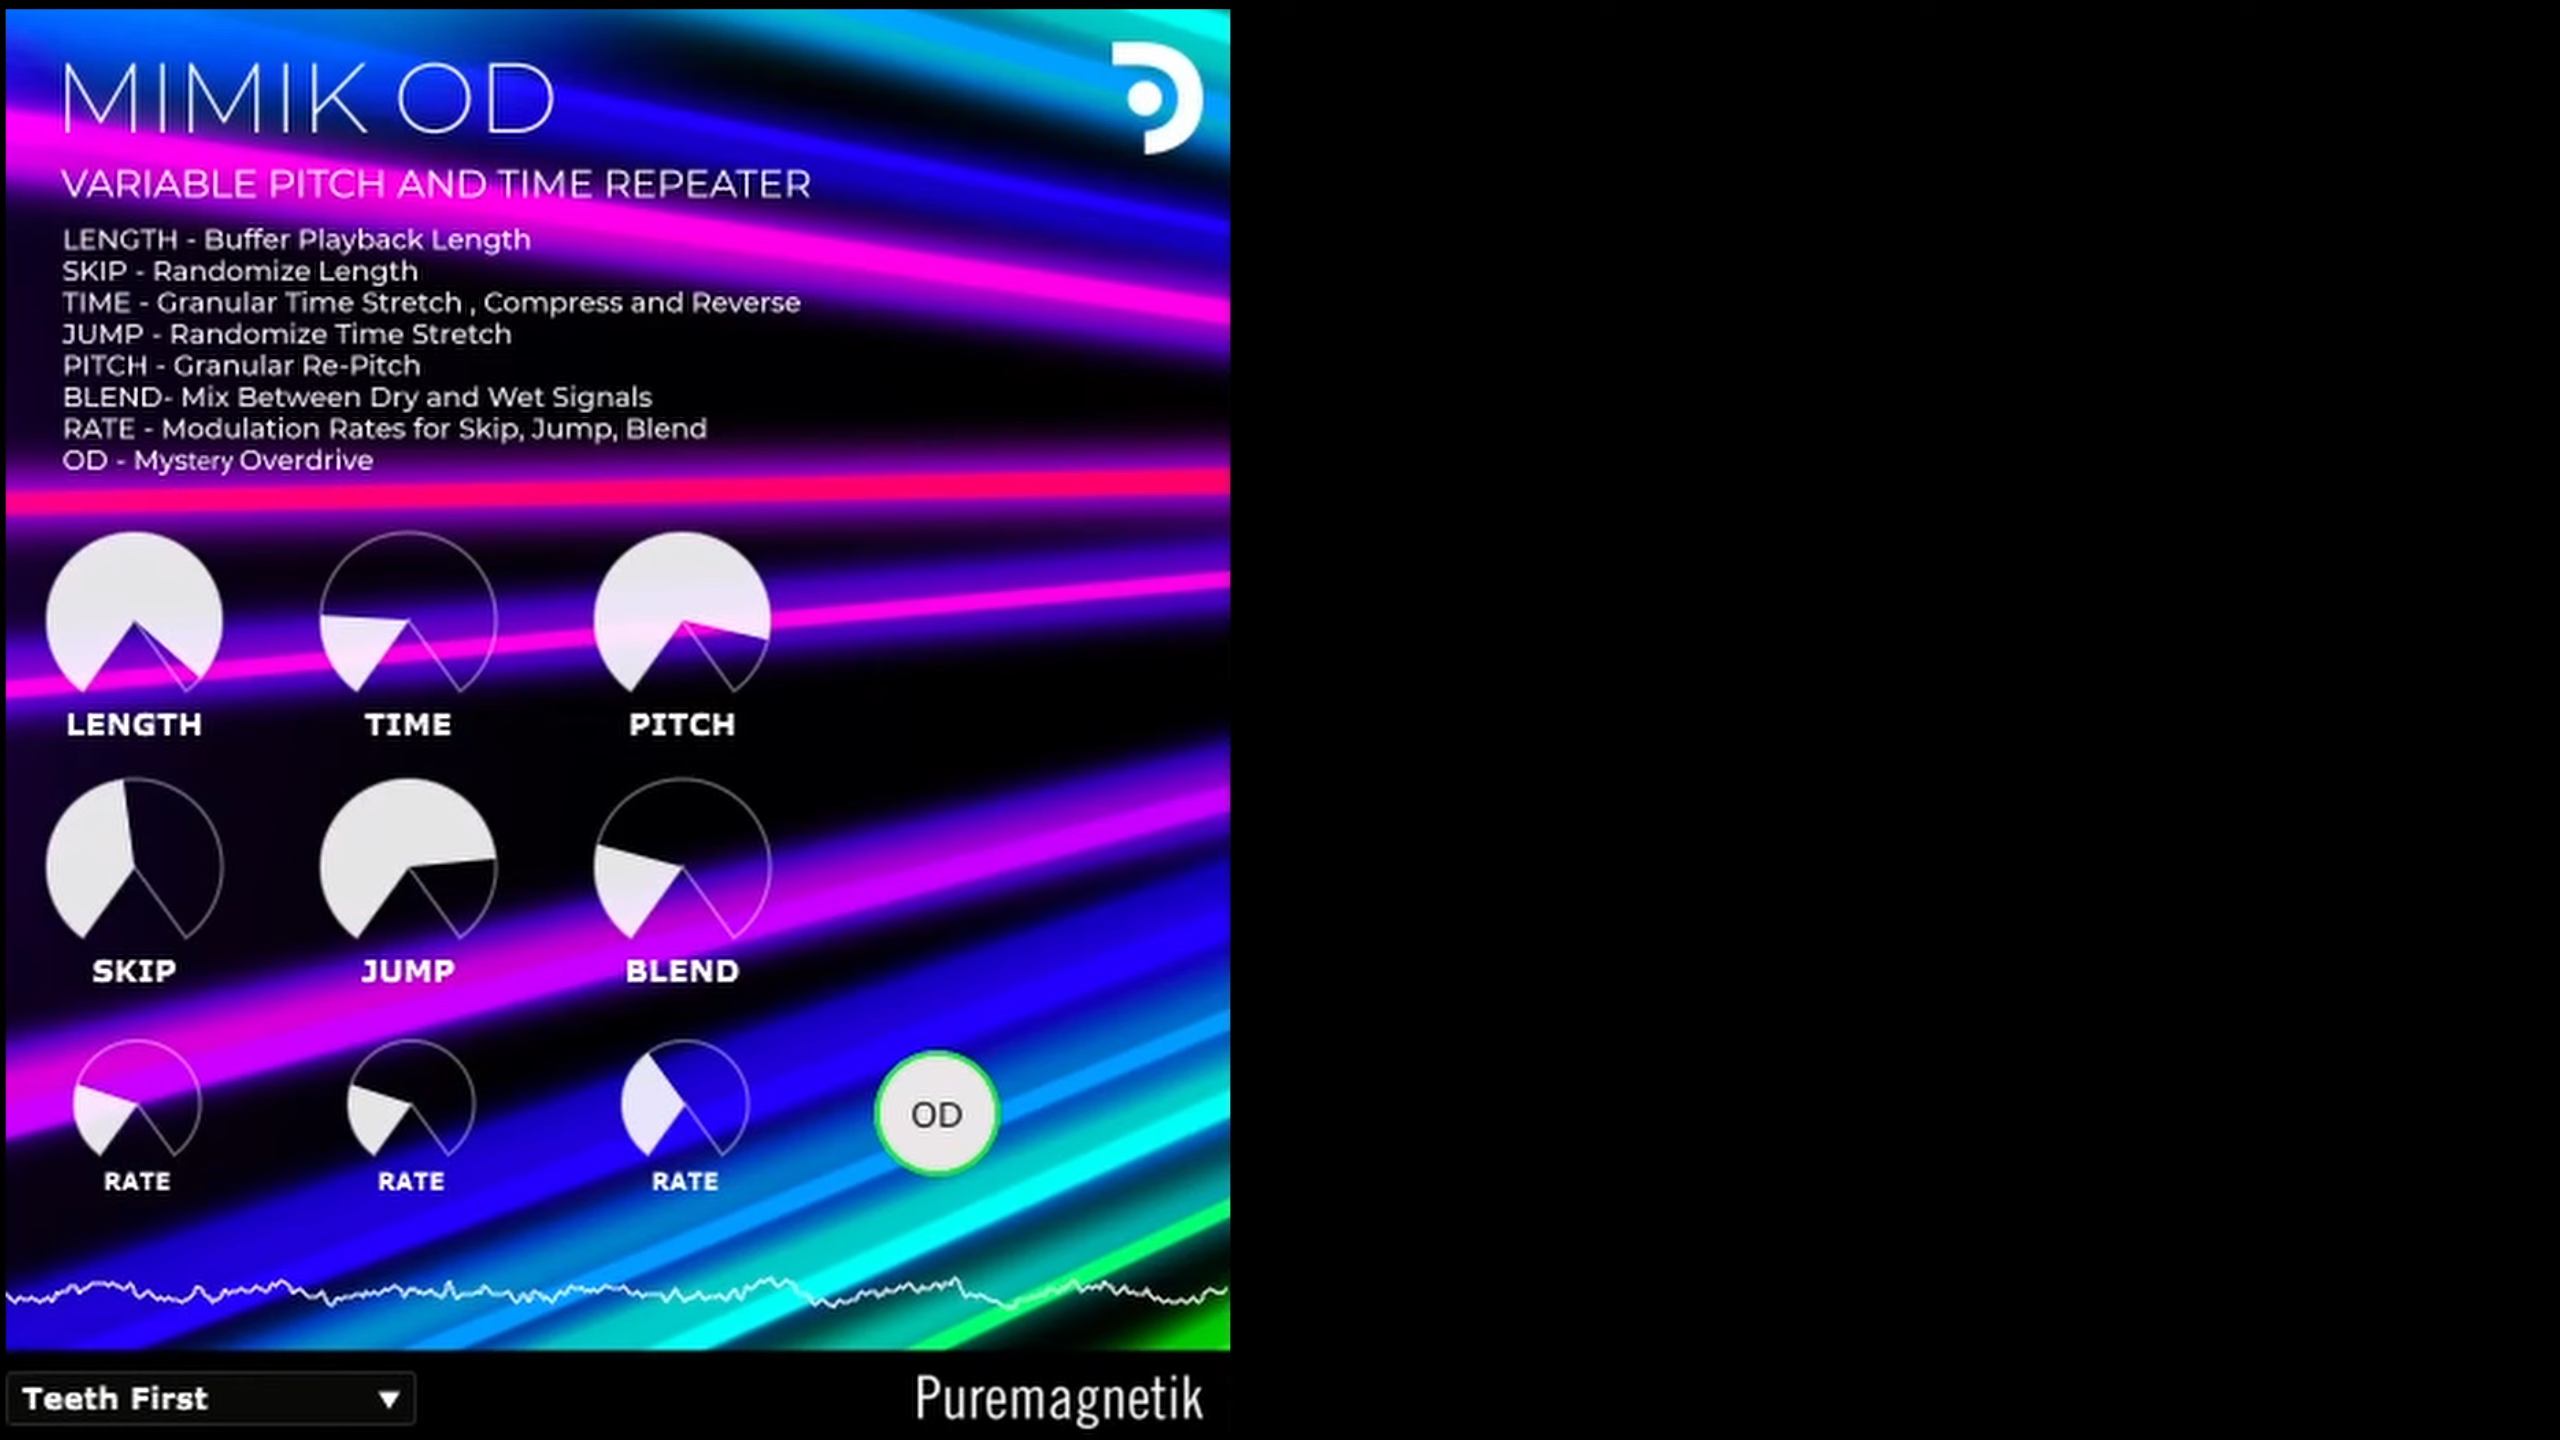 MIMIK OD
VARIABLE PITCH AND TIME REPEATER
LENGTH - Buffer Playback Length
SKIP - Randomize Length
TIME - Granular Time Stretch , Compress and Reverse
JUMP - Randomize Time Stretch
PITCH - Granular Re-Pitch
BLEND- Mix Between Dry and Wet Signals
RATE - Modulation Rates for Skip, Jump, Blend
OD - Mystery Overdrive
LENGTH TIME PITCH
SKIP JUMP BLEND
OD
RATE RATE RATE
Teeth First
Puremagnetik